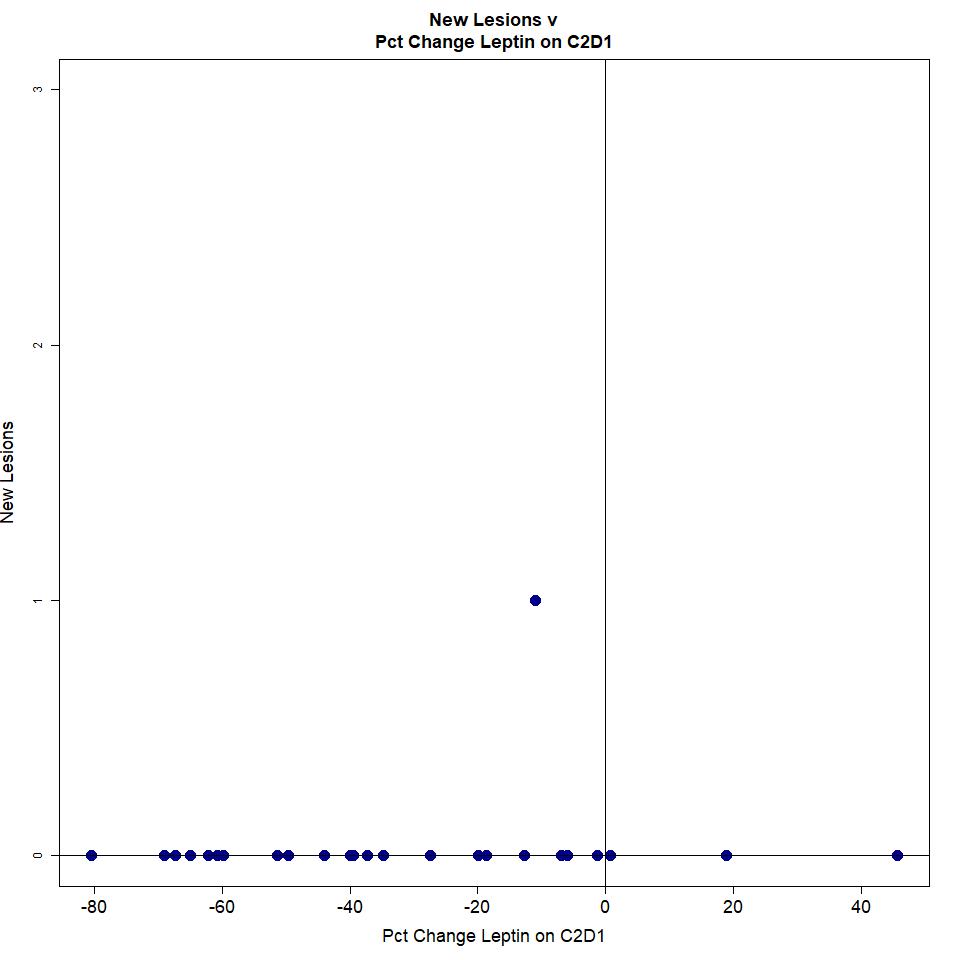 New Lesions v
Pct Change Leptin on C2D1
3
2
1
0
New Lesions
-80 -60 -40 -20 0 20 40
Pct Change Leptin on C2D1